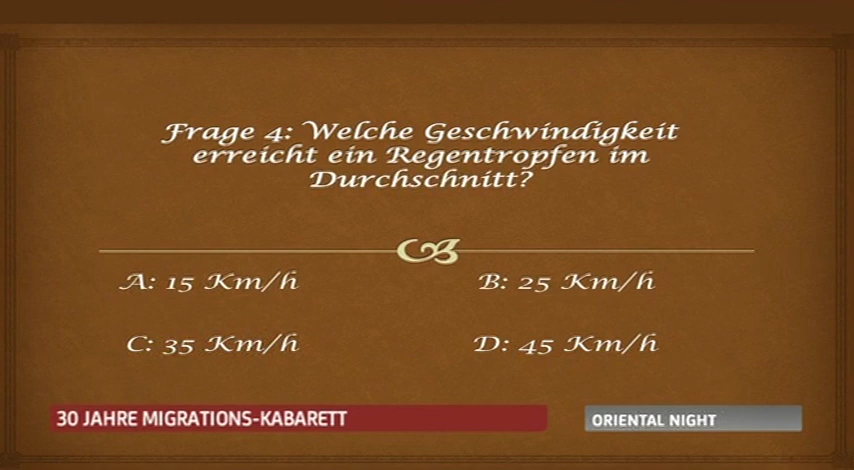 Frage 4: Welche Geschwindigkeit
erreicht ein Regentropfen im
Durchschnitt?
A: 15 Km/h
B: 25 Km/h
C: 35 Km/h
D: 45 Km/h
30 JAHRE MIGRATIONS-KABARETT
ORIENTAL NIGHT